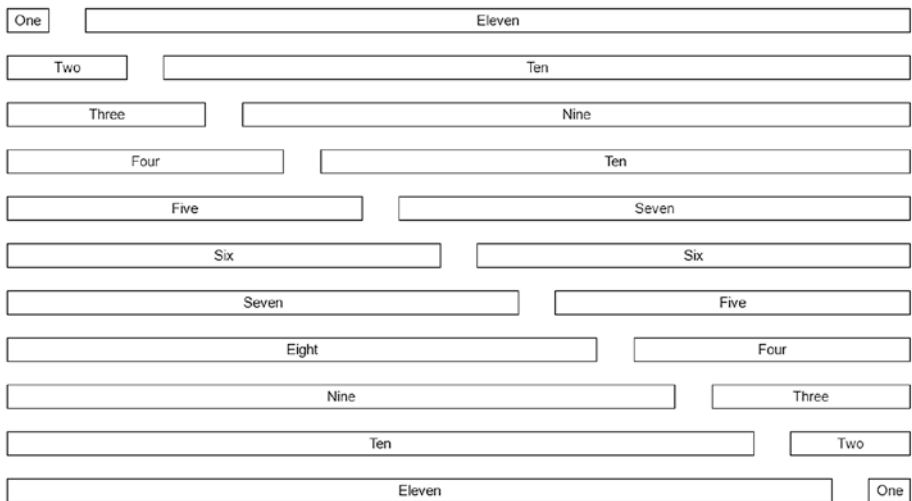 One Eleven
Two Ten
Three Nine
Four Ten
Five Seven
Six Six
Seven Five
Eight Four
Nine Three
Ten Two
Eleven One